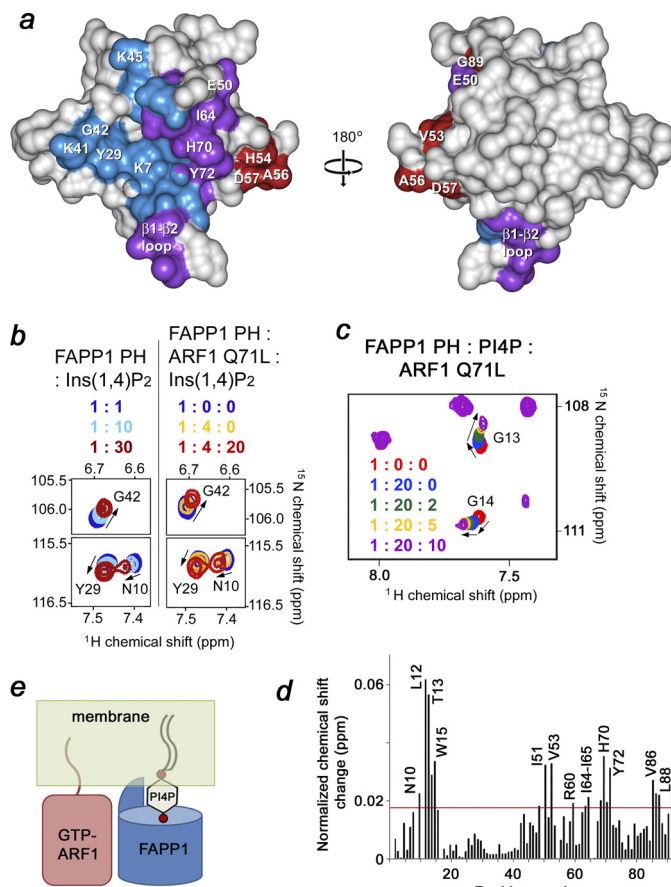 a
K45
E50
G42
I64
K41
Y29
K7
H70
H54
Y72
D57
A56
β1-β2
loop
180°
G89
E50
V53
A56
D57
β1-β2
loop
b
FAPP1 PH
: Ins(1,4)P2
1 : 1
1 : 10
1 : 30
FAPP1 PH :
ARF1 Q71L :
Ins(1,4)P2
1 : 0 : 0
1 : 4 : 0
1 : 4 : 20
6.7 6.6
6.7 6.6
105.5
106.0
G42
G42
105.5
106.0
115.5
116.5
Y29
N10
Y29
N10
115.5
116.5
7.5 7.4
7.5 7.4
15 N chemical shift
1H chemical shift (ppm)
c
FAPP1 PH : PI4P :
ARF1 Q71L
108
G13
1 : 0 : 0
1 : 20 : 0
1 : 20 : 2
1 : 20 : 5
1 : 20 : 10
G14
111
8.0 7.5
15 N chemical shift (ppm)
1H chemical shift (ppm)
e
membrane
PI4P
GTP-
ARF1
FAPP1
d
Normalized chemical shift
change (ppm)
0.06
0.04
0.02
0
L12
T13
W15
N10
I51
V53
R60
I64-I65
H70
Y72
V86
L88
20 40 60 80